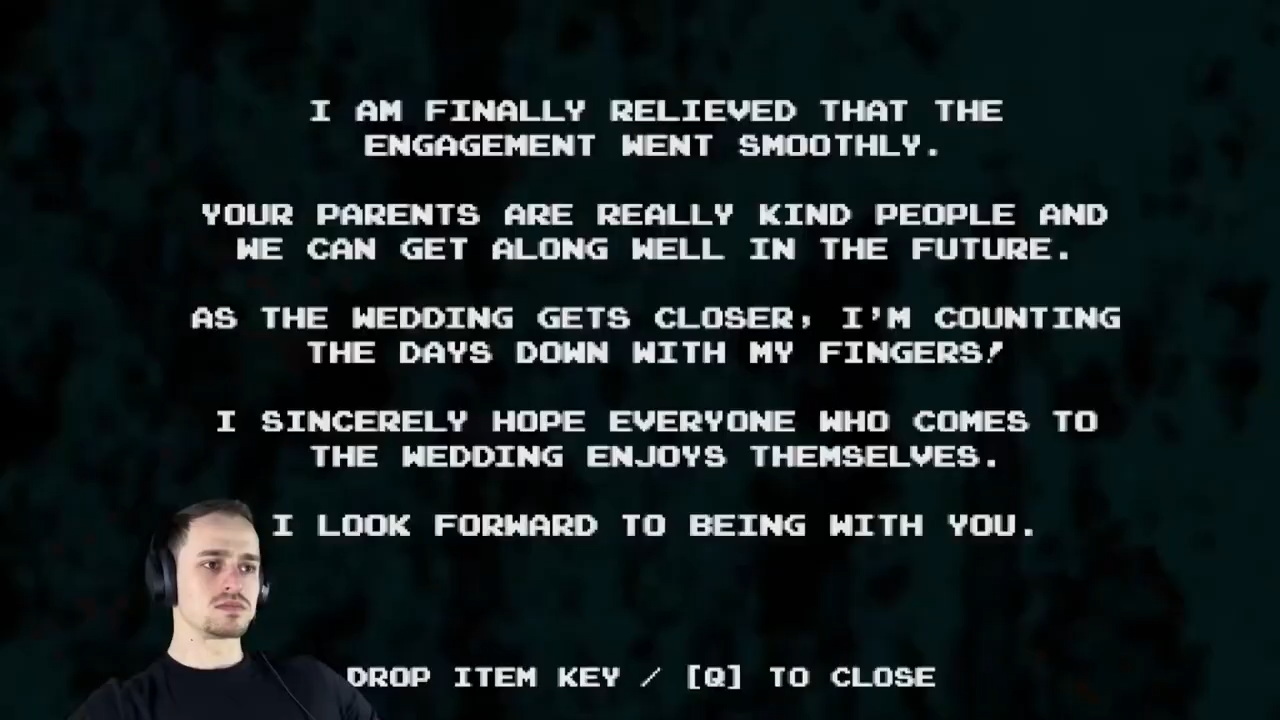 I AM FINALLY RELIEVED THAT THE
ENGAGEMENT WENT SMOOTHLY.
YOUR PARENTS ARE REALLY KIND PEOPLE AND
WE CAN GET ALONG WELL IN THE FUTURE.
AS THE WEDDING GETS CLOSER, I'M COUNTING
THE DAYS DOWN WITH MY FINGERS!
I SINCERELY HOPE EVERYONE WHO COMES TO
THE WEDDING ENJOYS THEMSELVES.
I LOOK FORWARD TO BEING WITH YOU.
DROP ITEM KEY / [Q] TO CLOSE